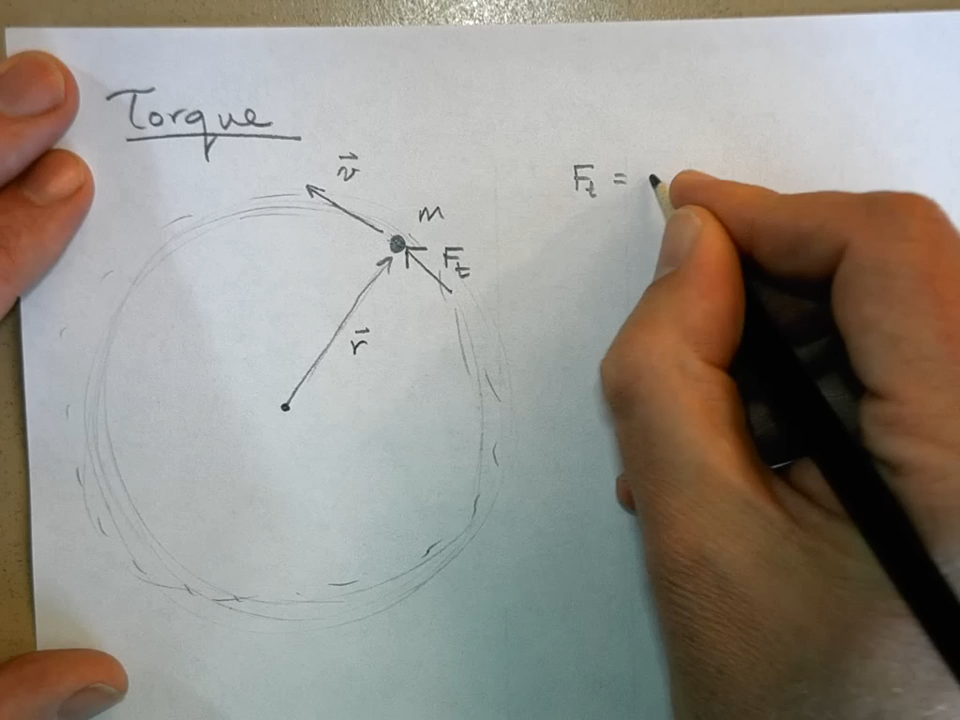 Torque
v⃗
m
F_t =
F_t
r⃗